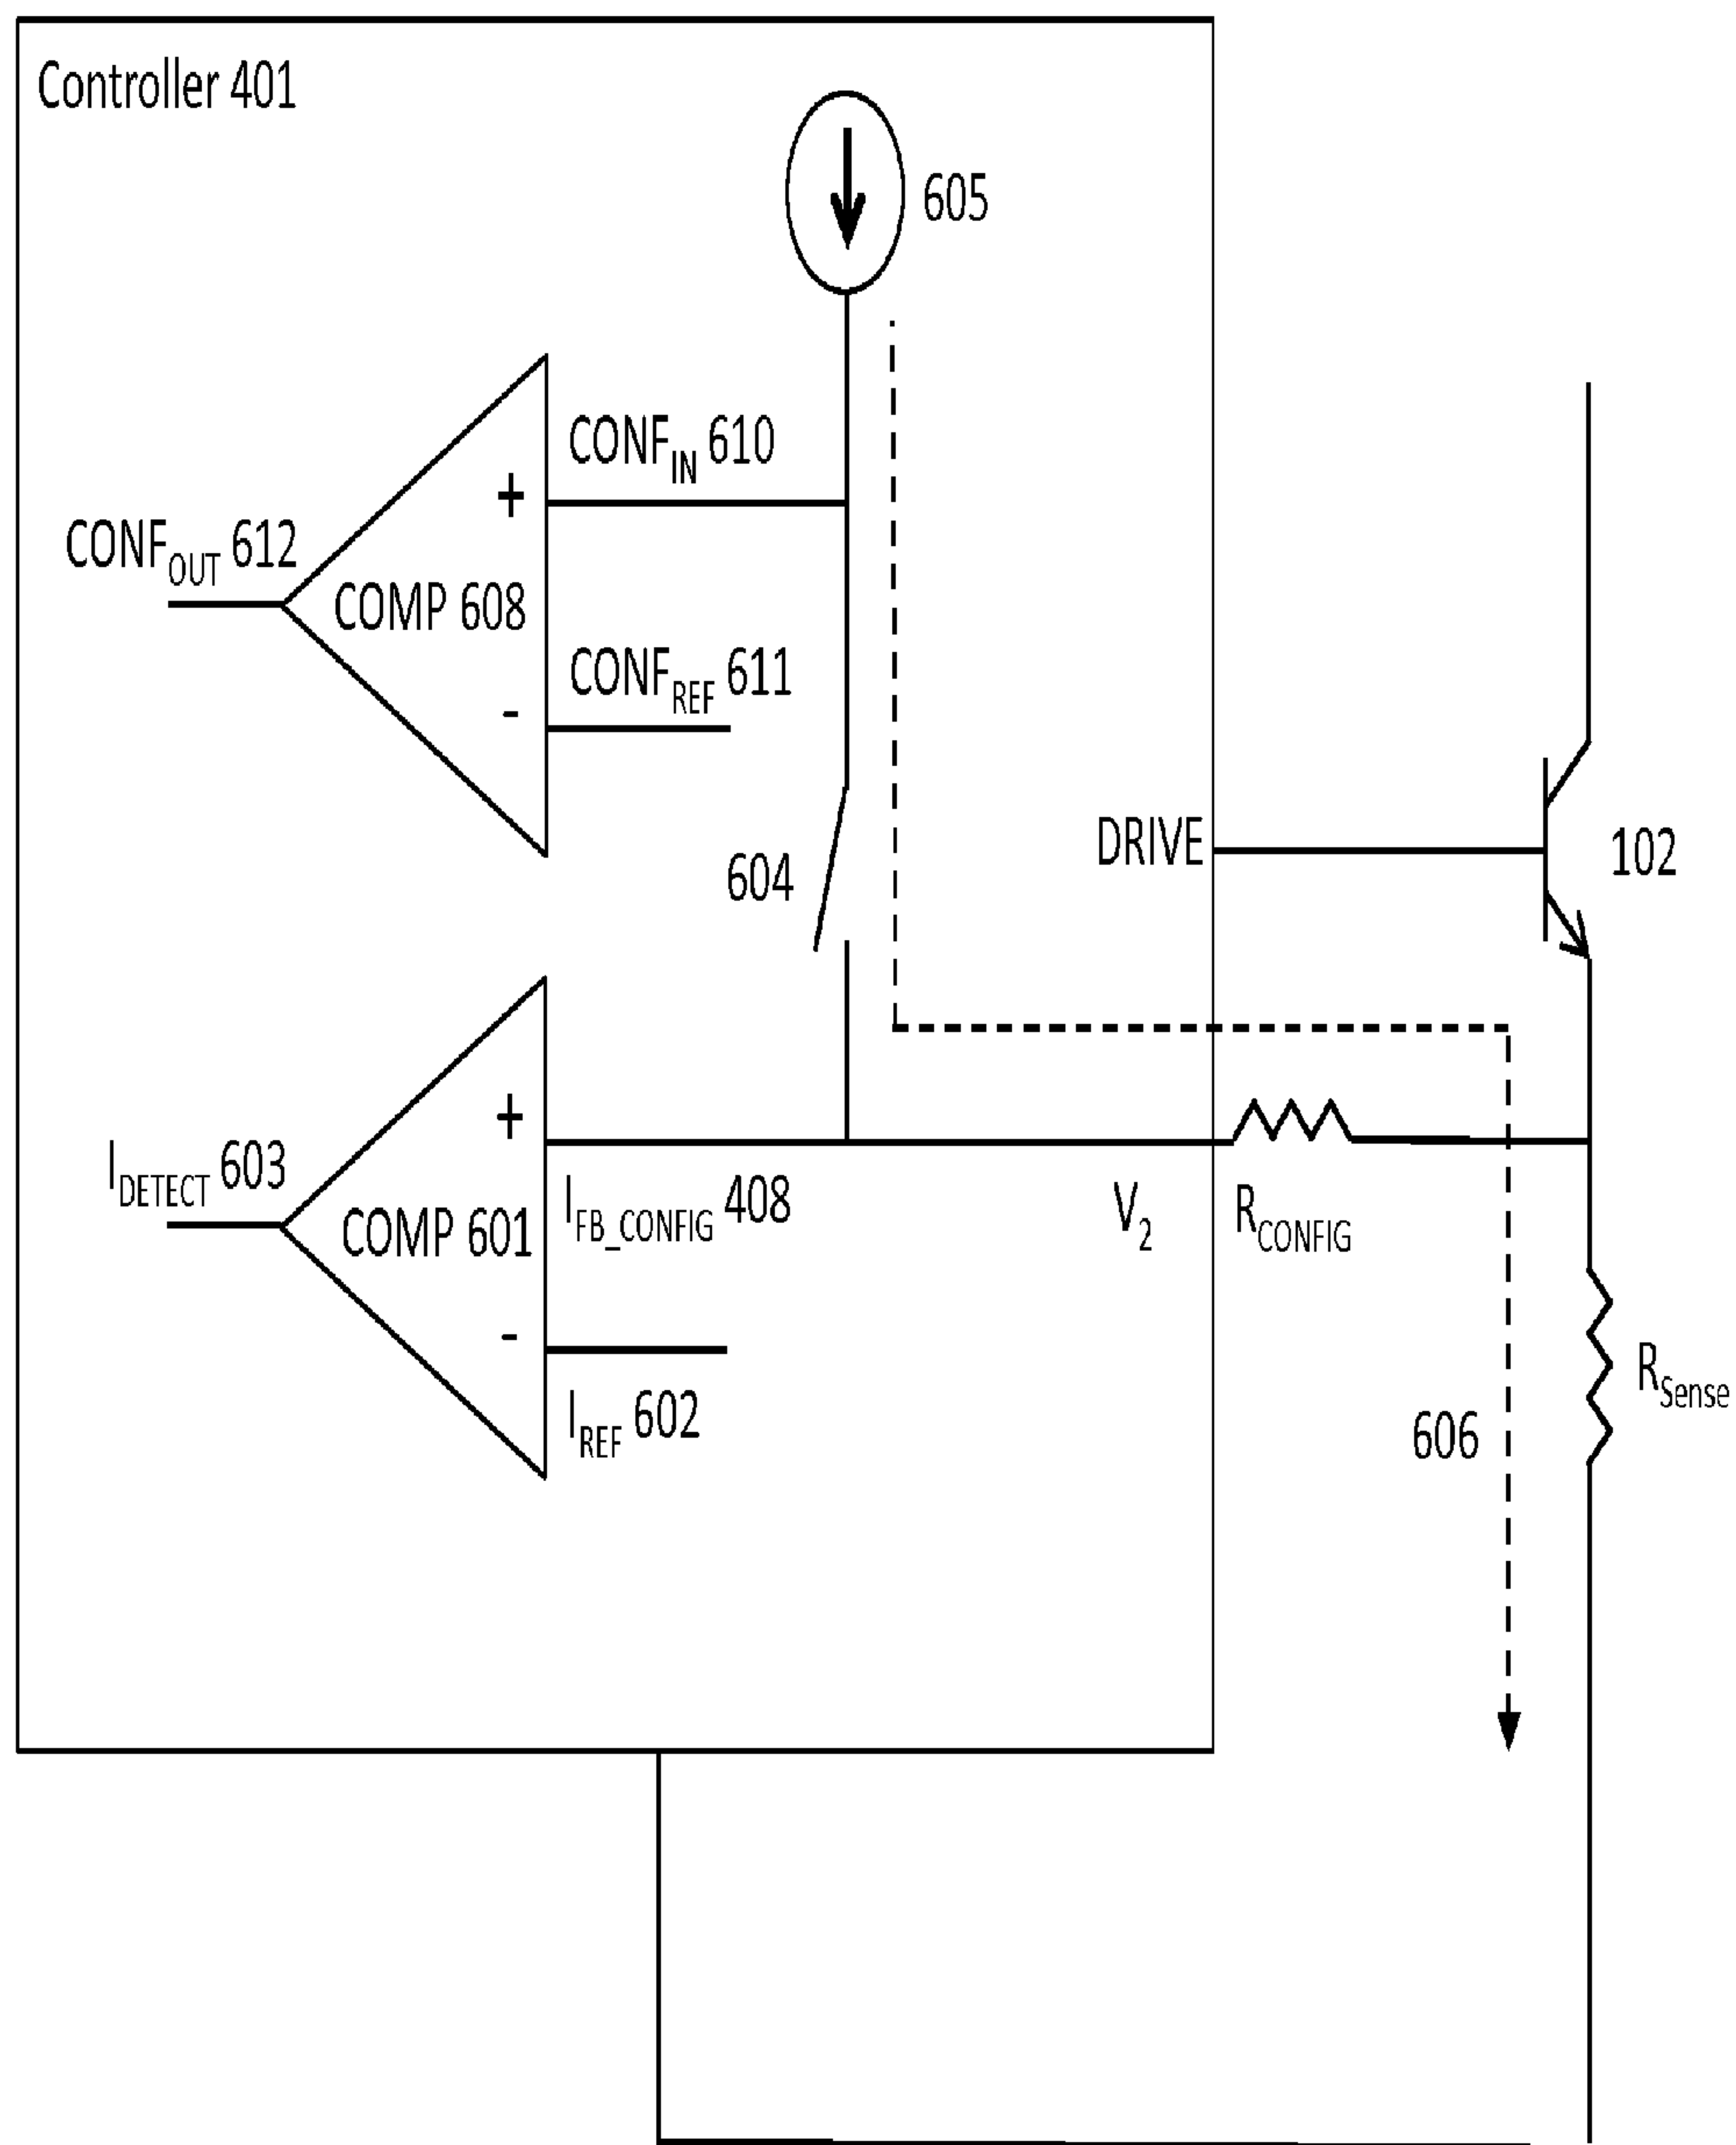 Controller 401
605
CONF_IN 610
+
CONF_OUT 612
COMP 608
CONF_REF 611
-
DRIVE
102
604
+
I_DETECT 603
COMP 601
I_FB_CONFIG 408
V_2
R_CONFIG
-
I_REF 602
606
R_Sense